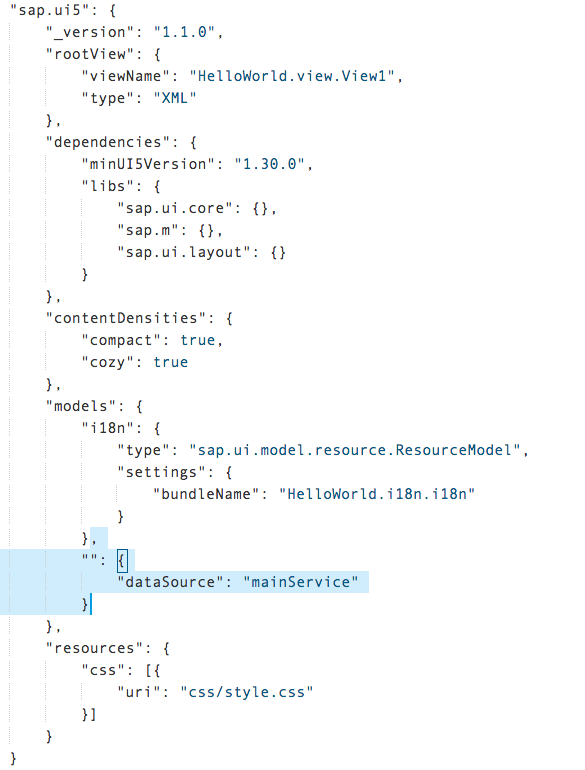 "sap.ui5": {
    "_version": "1.1.0",
    "rootView": {
        "viewName": "HelloWorld.view.View1",
        "type": "XML"
    },
    "dependencies": {
        "minUI5Version": "1.30.0",
        "libs": {
            "sap.ui.core": {},
            "sap.m": {},
            "sap.ui.layout": {}
        }
    },
    "contentDensities": {
        "compact": true,
        "cozy": true
    },
    "models": {
        "i18n": {
            "type": "sap.ui.model.resource.ResourceModel",
            "settings": {
                "bundleName": "HelloWorld.i18n.i18n"
            }
        },
        "": {
            "dataSource": "mainService"
        }
    },
    "resources": {
        "css": [{
            "uri": "css/style.css"
        }]
    }
}